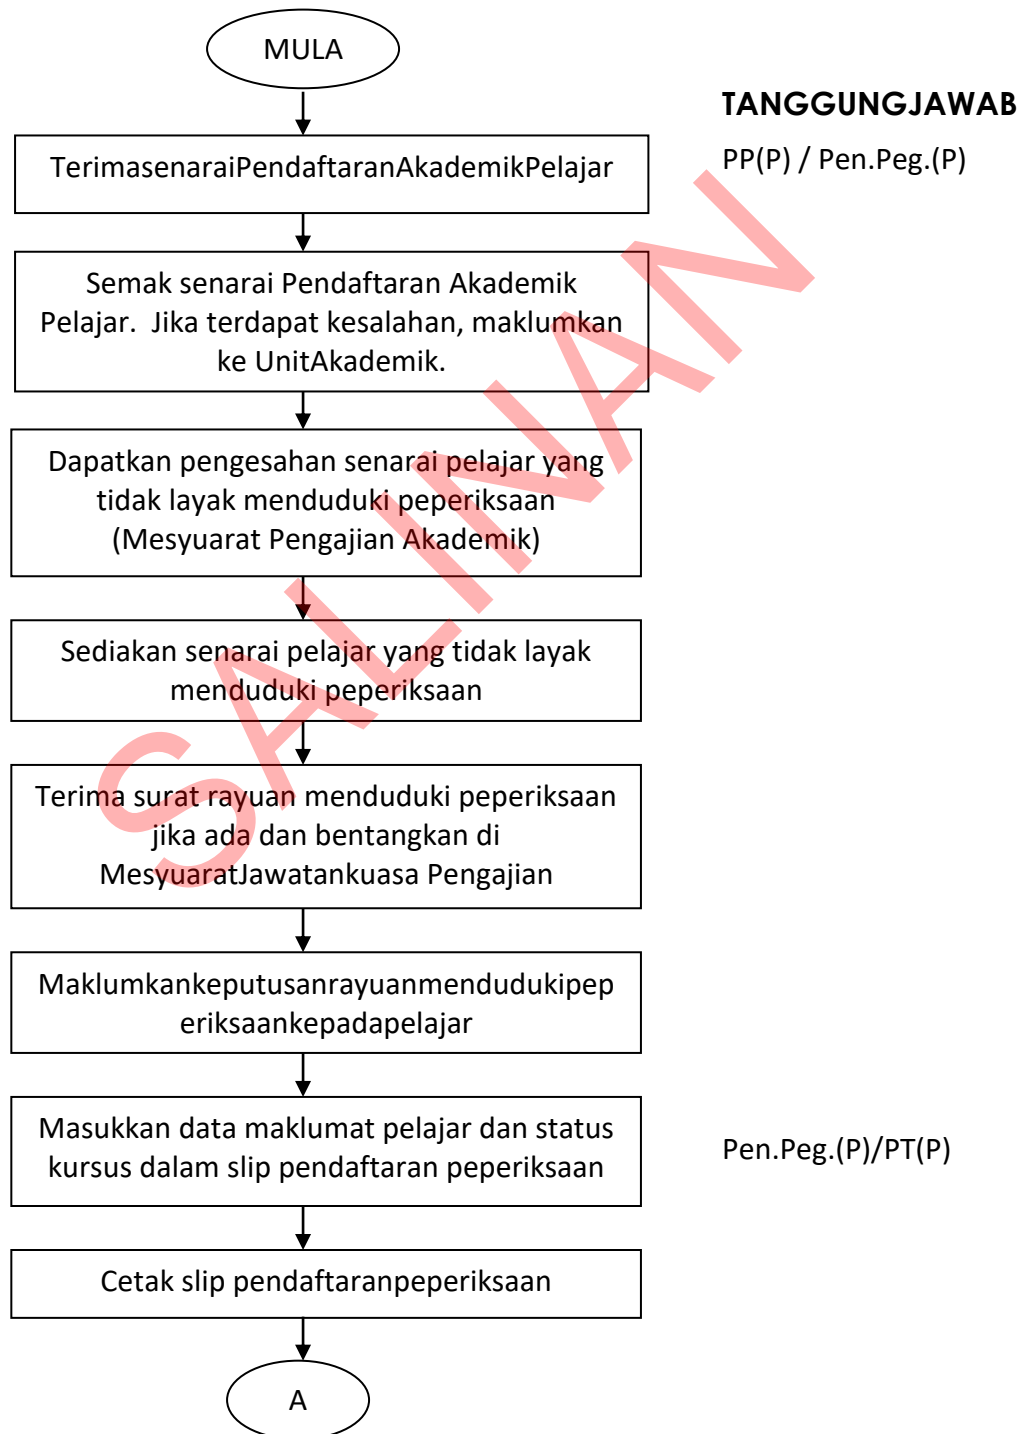 MULA
TANGGUNGJAWAB
TerimasenaraiPendaftaranAkademikPelajar
PP(P) / Pen.Peg.(P)
Semak senarai Pendaftaran Akademik
Pelajar.  Jika terdapat kesalahan, maklumkan
ke UnitAkademik.
Dapatkan pengesahan senarai pelajar yang
tidak layak menduduki peperiksaan
(Mesyuarat Pengajian Akademik)
Sediakan senarai pelajar yang tidak layak
menduduki peperiksaan
Terima surat rayuan menduduki peperiksaan
jika ada dan bentangkan di
MesyuaratJawatankuasa Pengajian
Maklumkankeputusanrayuanmendudukipep
eriksaankepadapelajar
Masukkan data maklumat pelajar dan status
kursus dalam slip pendaftaran peperiksaan
Pen.Peg.(P)/PT(P)
Cetak slip pendaftaranpeperiksaan
A
SALINAN